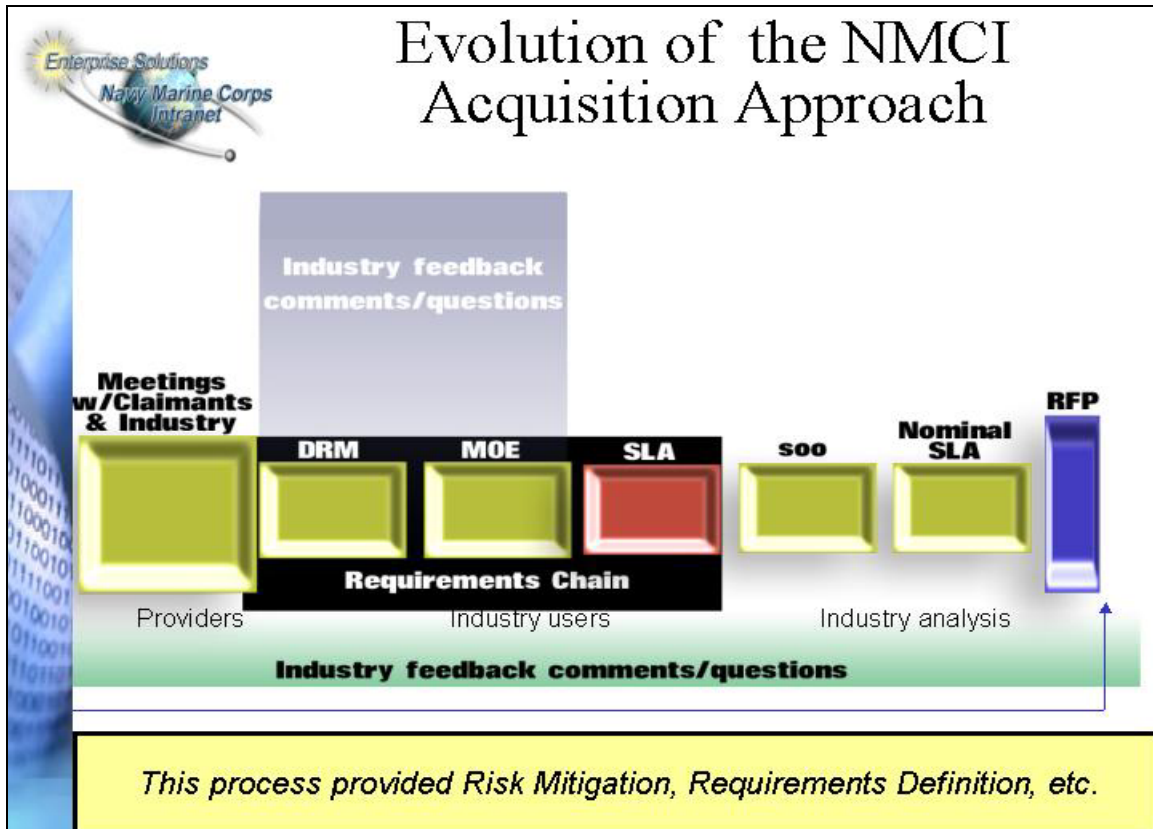 Enterprise Solutions
Navy Marine Corps
Intranet
Evolution of the NMCI
Acquisition Approach
Industry feedback
comments/questions
Meetings
w/Claimants
& Industry
DRM
MOE
SLA
SOO
Nominal
SLA
RFP
Requirements Chain
Providers
Industry users
Industry analysis
Industry feedback comments/questions
This process provided Risk Mitigation, Requirements Definition, etc.